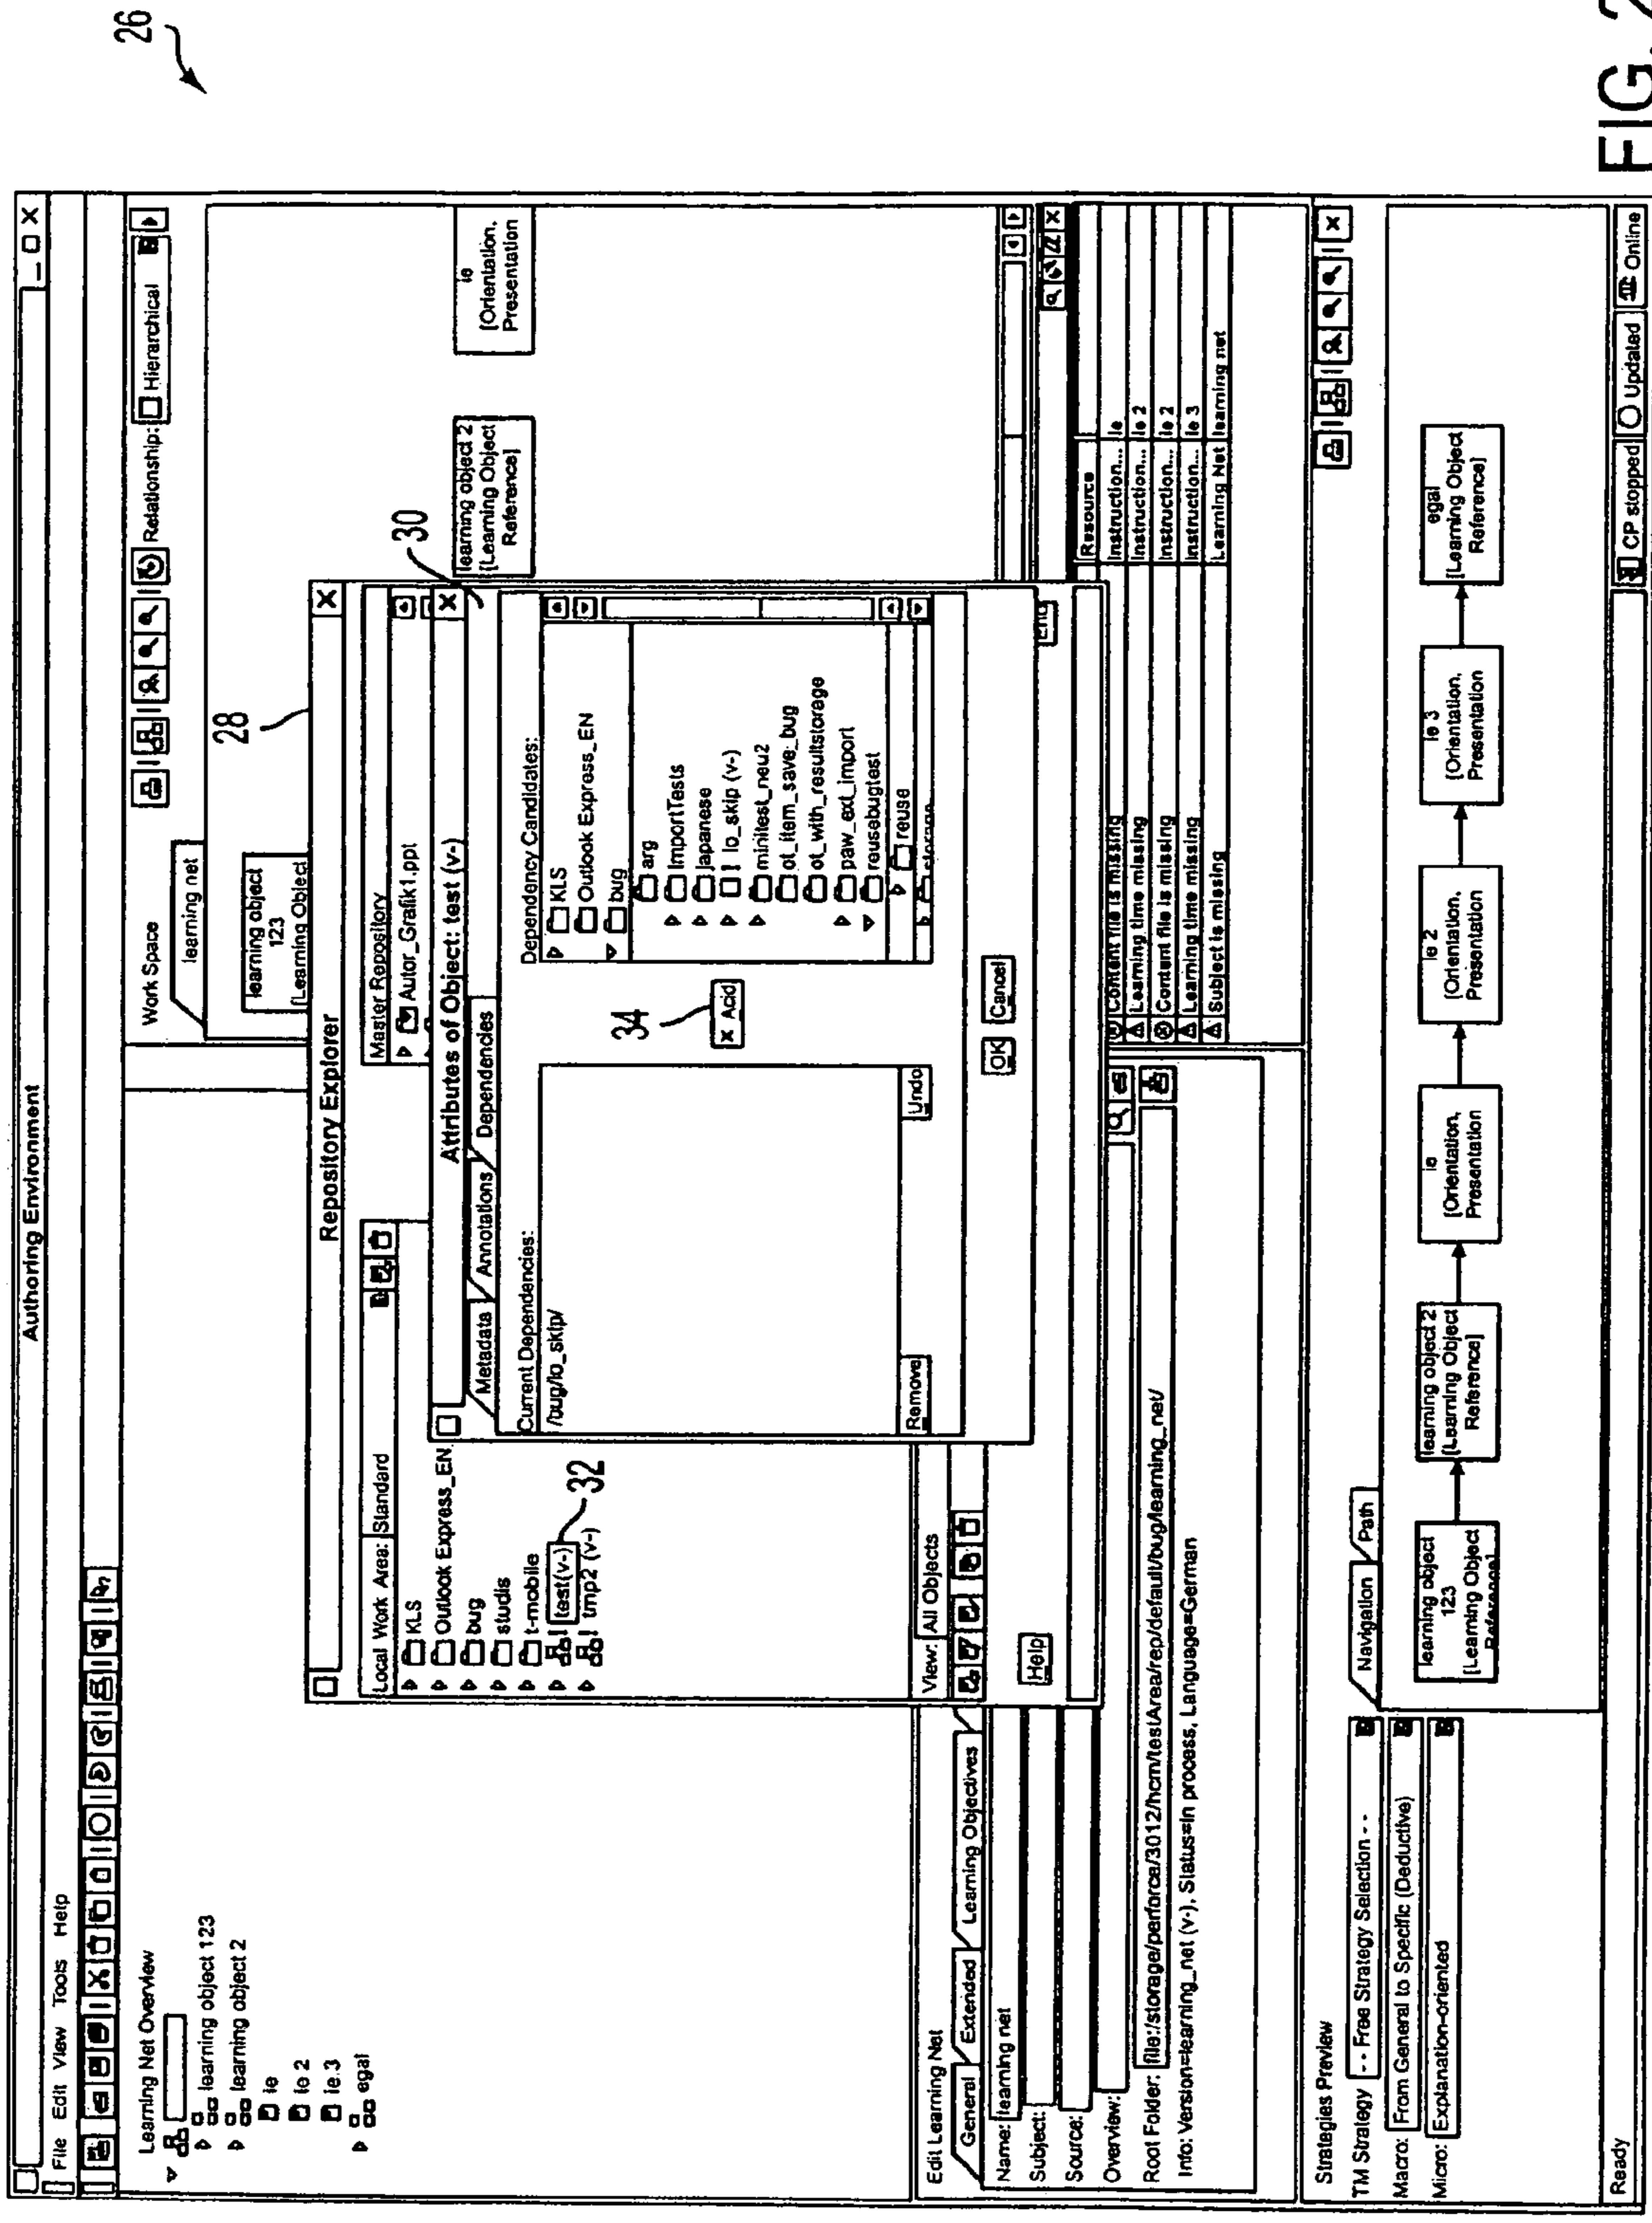 26
Authoring Environment
File Edit View Tools Help
Learning Net Overview
learning object 123
learning object 2
le
lo 2
le.3
egal
Work Space
Relationship:
Hierarchical
learning net
learning object
123
[Learning Object
learning object 2
[Learning Object
Reference]
le
[Orientation,
Presentation
28
Repository Explorer
Local Work Area: Standard
KLS
Outlook Express_EN
bug
studis
t-mobile
! test(v-)
! tmp2 (v-)
32
View: All Objects
Help
End
Master Repository
Autor_Grafik1.ppt
30
Attributes of Object: test (v-)
Metadata
Annotations
Dependencies
Current Dependencies:
/bug/lo_skip/
Remove
Undo
34
x Acid
Dependency Candidates:
KLS
Outlook Express_EN
bug
arg
ImportTests
Japanese
! lo_skip (v-)
minitest_neu2
ot_item_save_bug
ot_with_resultstorage
paw_ext_import
reusebugtest
reuse
storage
OK
Cancel
Edit Learning Net
General
Extended
Learning Objectives
Name: learning net
Subject:
Source:
Overview:
Root Folder: file:/storage/perforce/3012/hcm/testArea/rep/default/bug/learning_net/
Info: Version=learning_net (v-), Status=In process, Language=German
Resource
Instruction... le
Content file is missing
Learning time missing Instruction... le 2
Content file is missing Instruction... le 2
Learning time missing Instruction... le 3
Subject is missing Learning Net learning net
Strategies Preview
TM Strategy - - Free Strategy Selection - -
Macro: From General to Specific (Deductive)
Micro: Explanation-oriented
Navigation
Path
learning object
123
[Learning Object
Reference]
learning object 2
[Learning Object
Reference]
le
[Orientation,
Presentation
le 2
[Orientation,
Presentation
le 3
[Orientation,
Presentation
egal
[Learning Object
Reference]
Ready
CP stopped
Updated
Online
FIG. 2